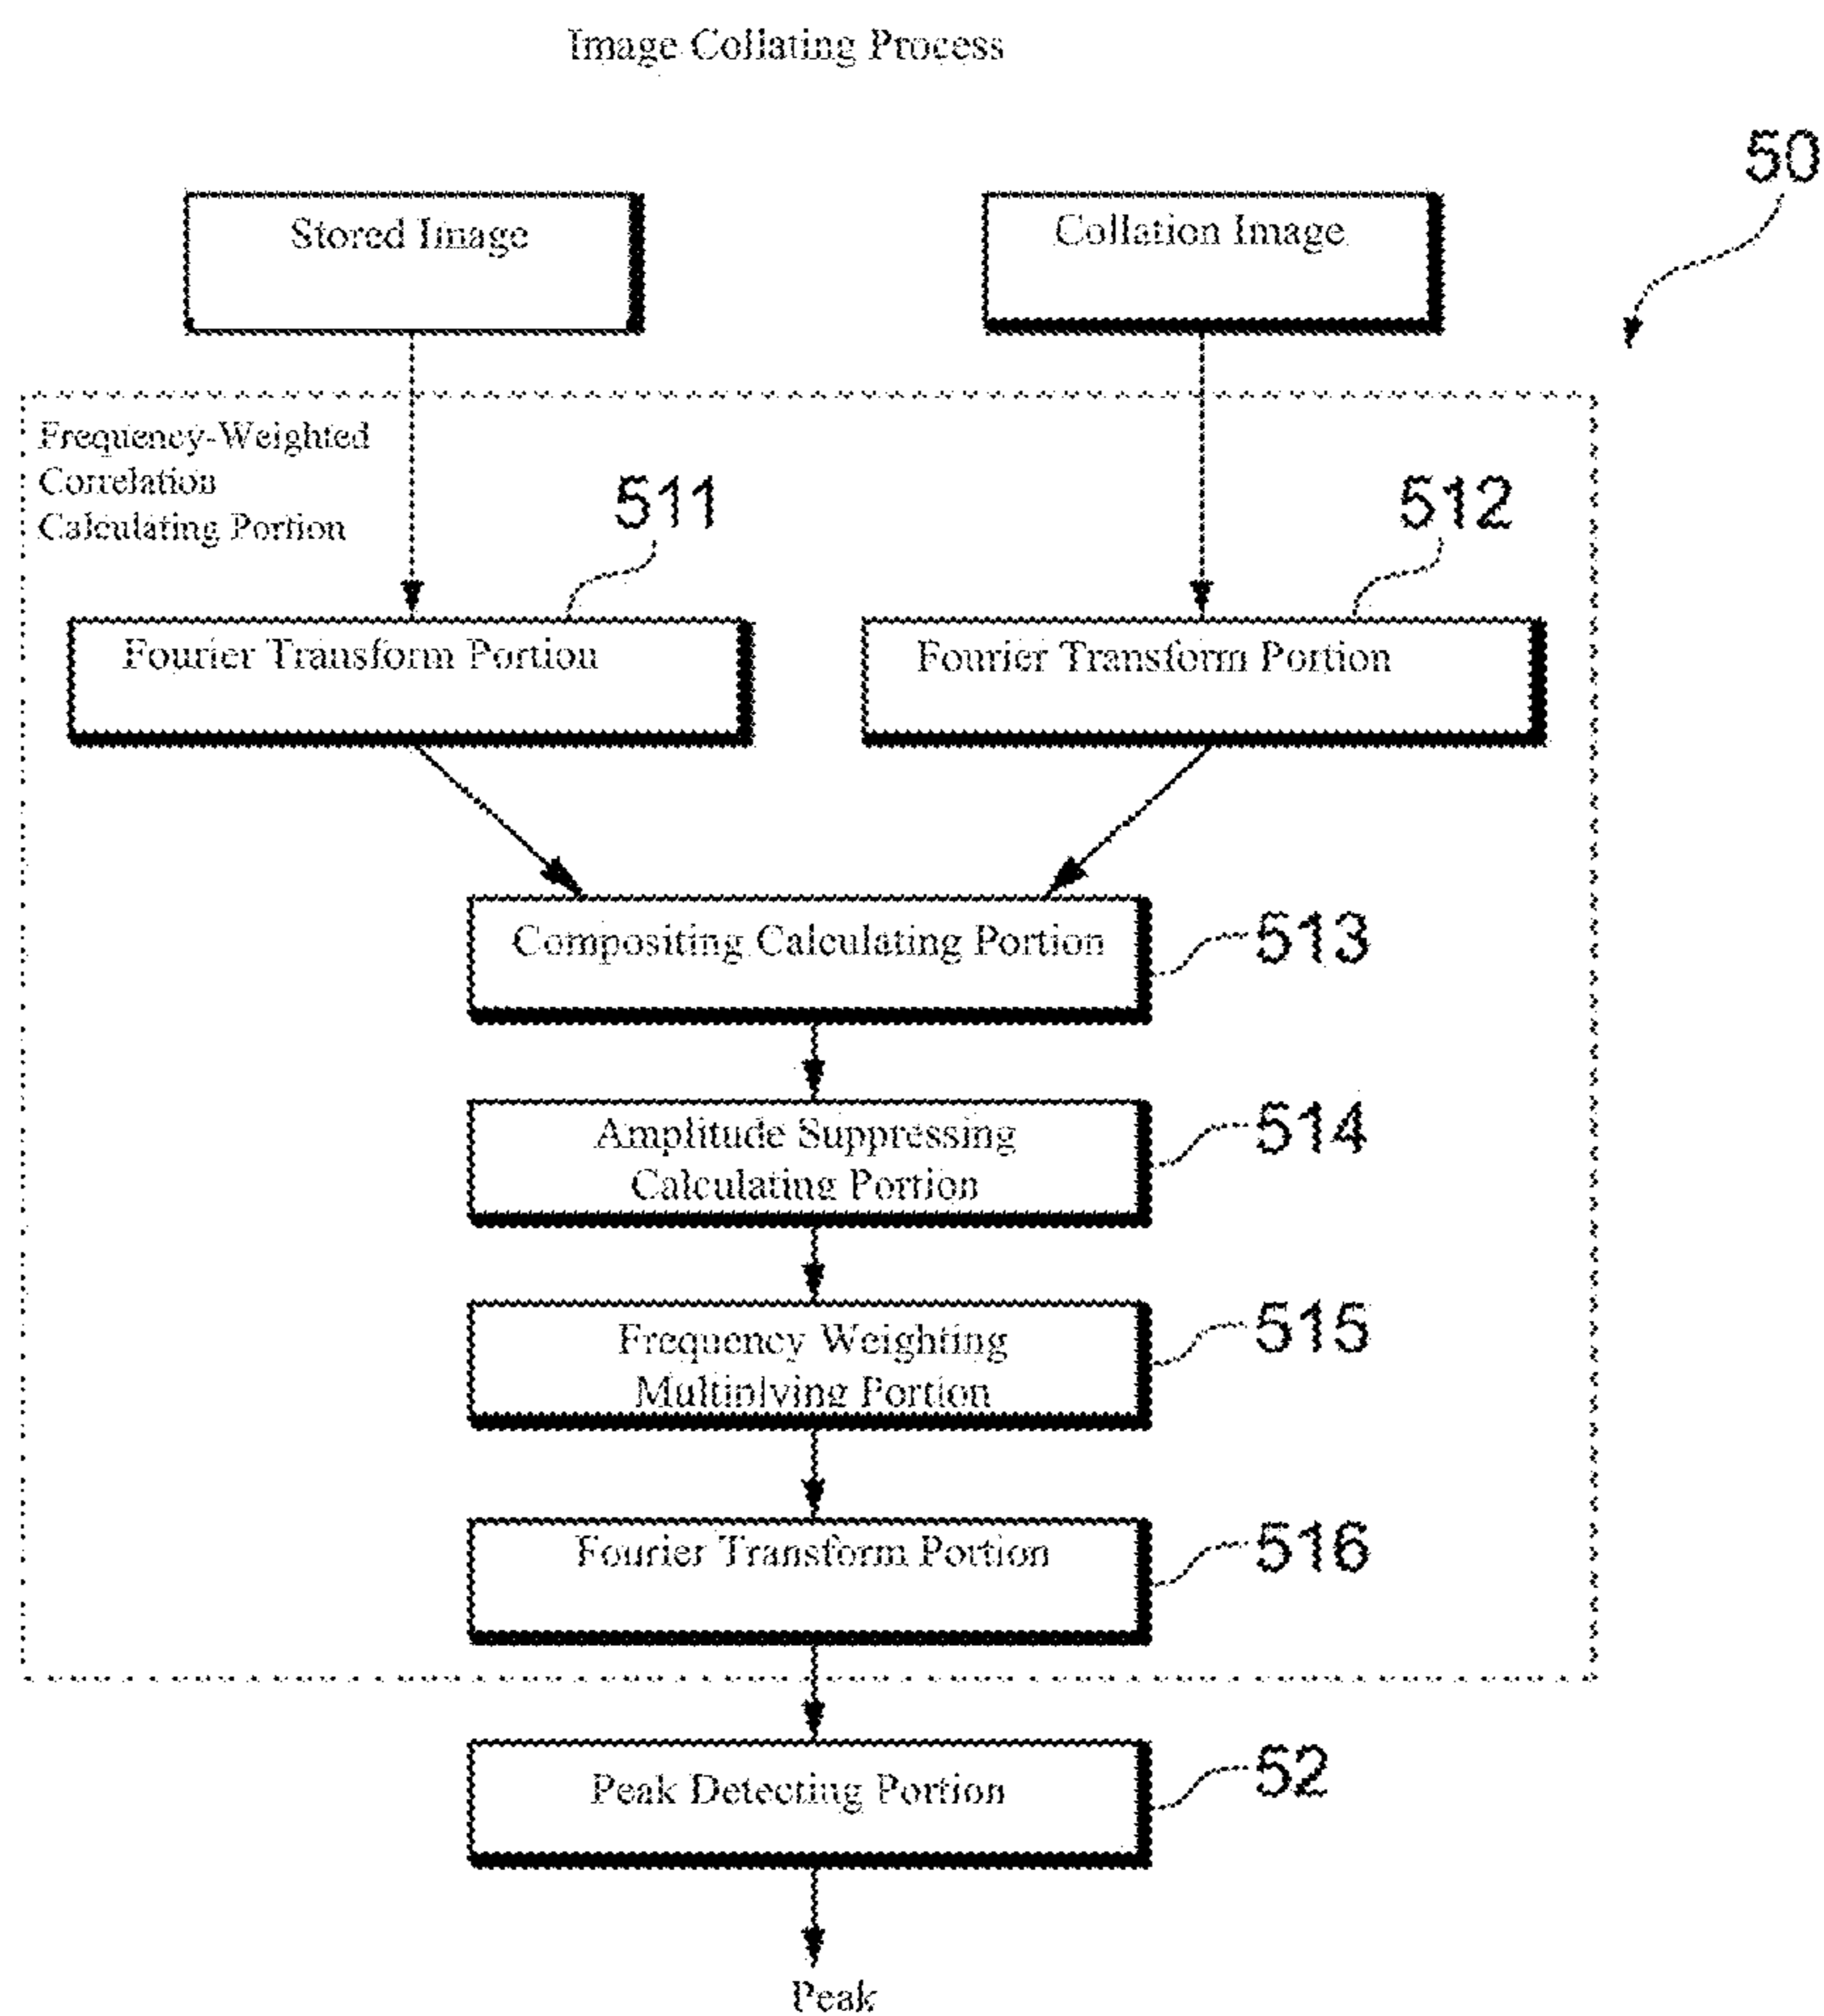 Image Collating Process
50
Stored Image
Collation Image
Frequency-Weighted
Correlation
Calculating Portion
511
512
Fourier Transform Portion
Fourier Transform Portion
Compositing Calculating Portion
513
Amplitude Suppressing
Calculating Portion
514
Frequency Weighting
Multiplying Portion
515
Fourier Transform Portion
516
Peak Detecting Portion
52
Peak